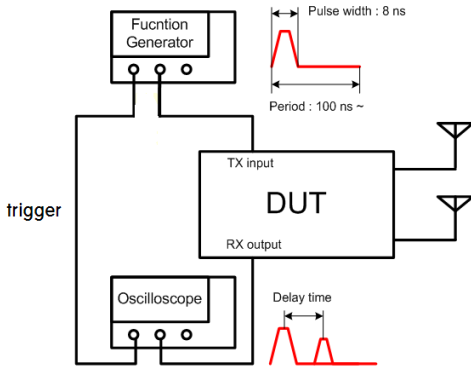 Fucntion
Generator
Pulse width : 8 ns
Period : 100 ns ~
TX input
DUT
trigger
RX output
Oscilloscope
Delay time